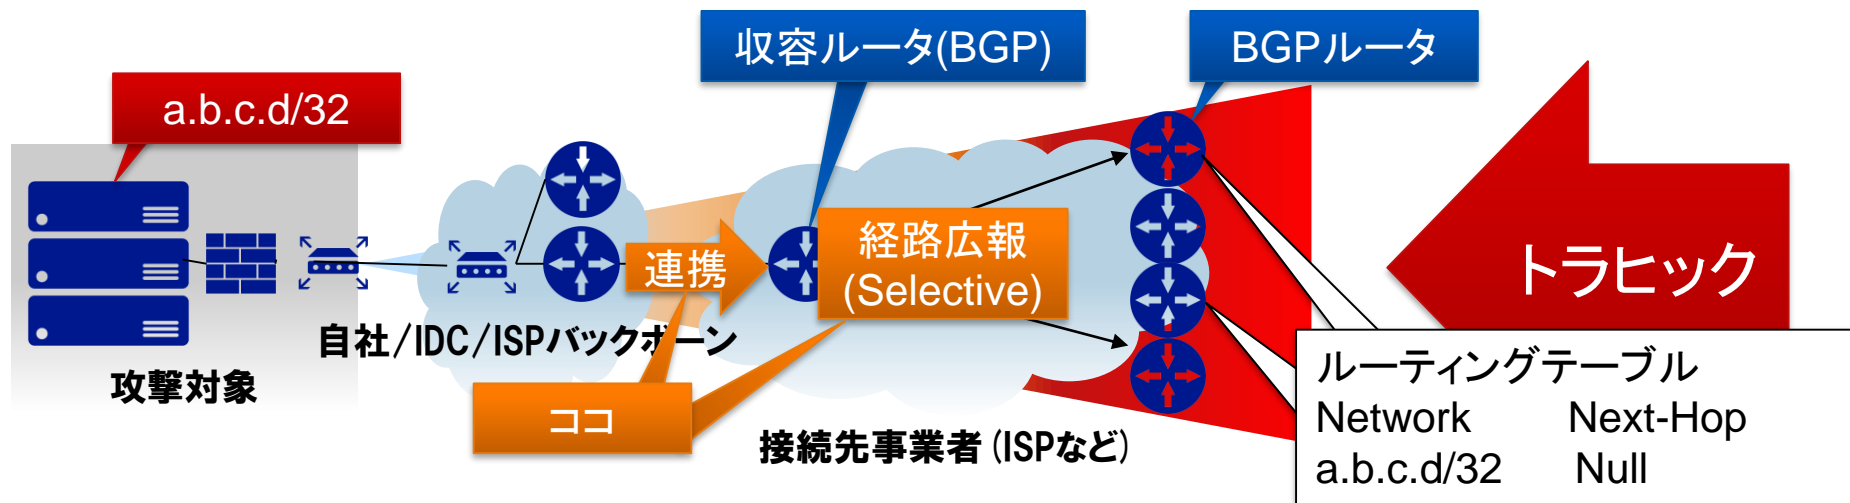 収容ルータ(BGP)
BGPルータ
a.b.c.d/32
連携
経路広報
(Selective)
トラヒック
自社/IDC/ISPバックボーン
攻撃対象
ココ
接続先事業者(ISPなど)
ルーティングテーブル
Network Next-Hop
a.b.c.d/32 Null